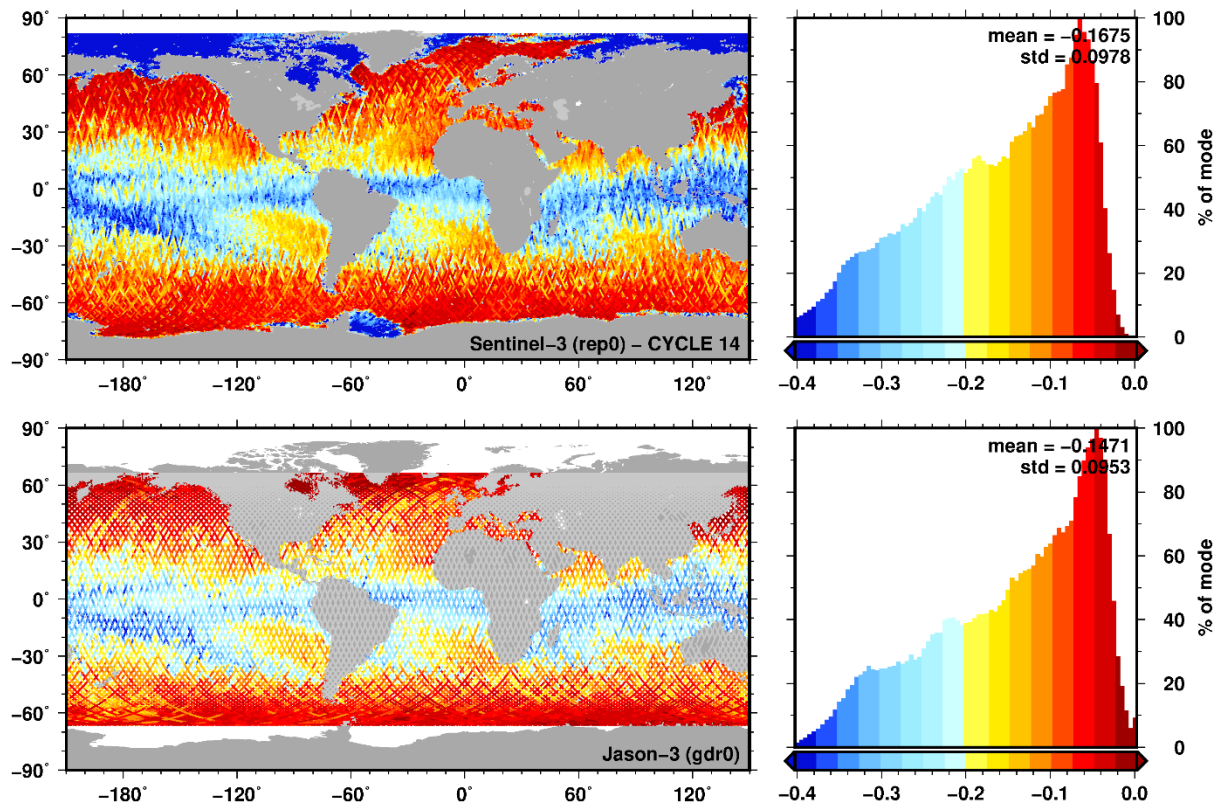 90˚
60˚
30˚
0˚
−30˚
−60˚
−90˚
Sentinel−3 (rep0) − CYCLE 14
−180˚ −120˚ −60˚ 0˚ 60˚ 120˚
mean = −0.1675
std = 0.0978
100
80
60
40
20
0
% of mode
−0.4 −0.3 −0.2 −0.1 0.0
90˚
60˚
30˚
0˚
−30˚
−60˚
−90˚
Jason−3 (gdr0)
−180˚ −120˚ −60˚ 0˚ 60˚ 120˚
mean = −0.1471
std = 0.0953
100
80
60
40
20
0
% of mode
−0.4 −0.3 −0.2 −0.1 0.0